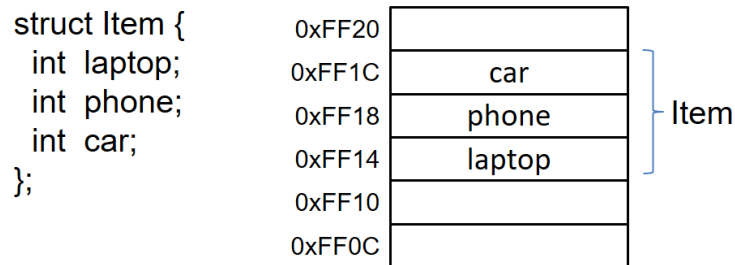 struct Item {
int laptop;
int phone;
int car;
};
0xFF20
0xFF1C car
0xFF18 phone
0xFF14 laptop
0xFF10
0xFF0C
Item